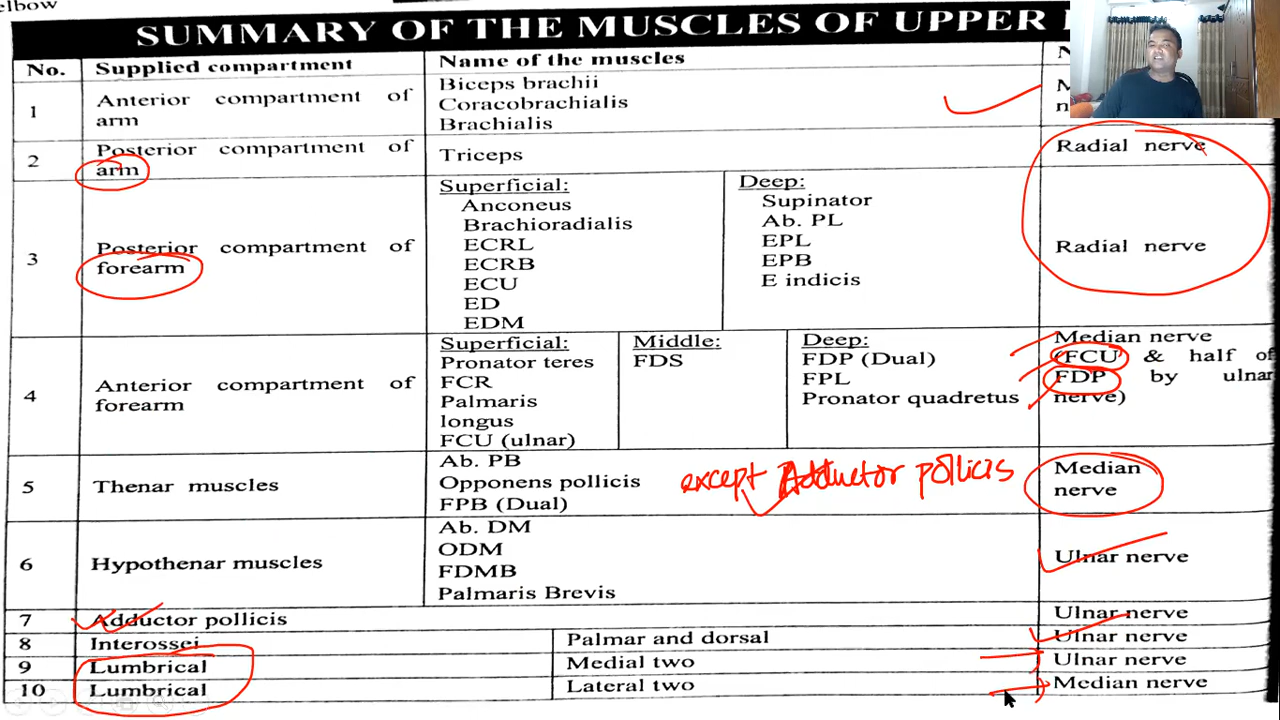 elbow
SUMMARY OF THE MUSCLES OF UPPER
No. Supplied compartment Name of the muscles
1 Anterior compartment of arm
Biceps brachii
Coracobrachialis
Brachialis
2 Posterior compartment of arm
Triceps
Radial nerve
3 Posterior compartment of forearm
Superficial:
Anconeus
Brachioradialis
ECRL
ECRB
ECU
ED
EDM
Deep:
Supinator
Ab. PL
EPL
EPB
E indicis
Radial nerve
4 Anterior compartment of forearm
Superficial:
Pronator teres
FCR
Palmaris
longus
FCU (ulnar)
Middle:
FDS
Deep:
FDP (Dual)
FPL
Pronator quadretus
Median nerve
(FCU & half of
FDP by ulnar
nerve)
5 Thenar muscles
Ab. PB
Opponens pollicis
FPB (Dual)
except Adductor pollicis
Median
nerve
6 Hypothenar muscles
Ab. DM
ODM
FDMB
Palmaris Brevis
Ulnar nerve
7 Adductor pollicis Ulnar nerve
8 Interossei Palmar and dorsal Ulnar nerve
9 Lumbrical Medial two Ulnar nerve
10 Lumbrical Lateral two Median nerve